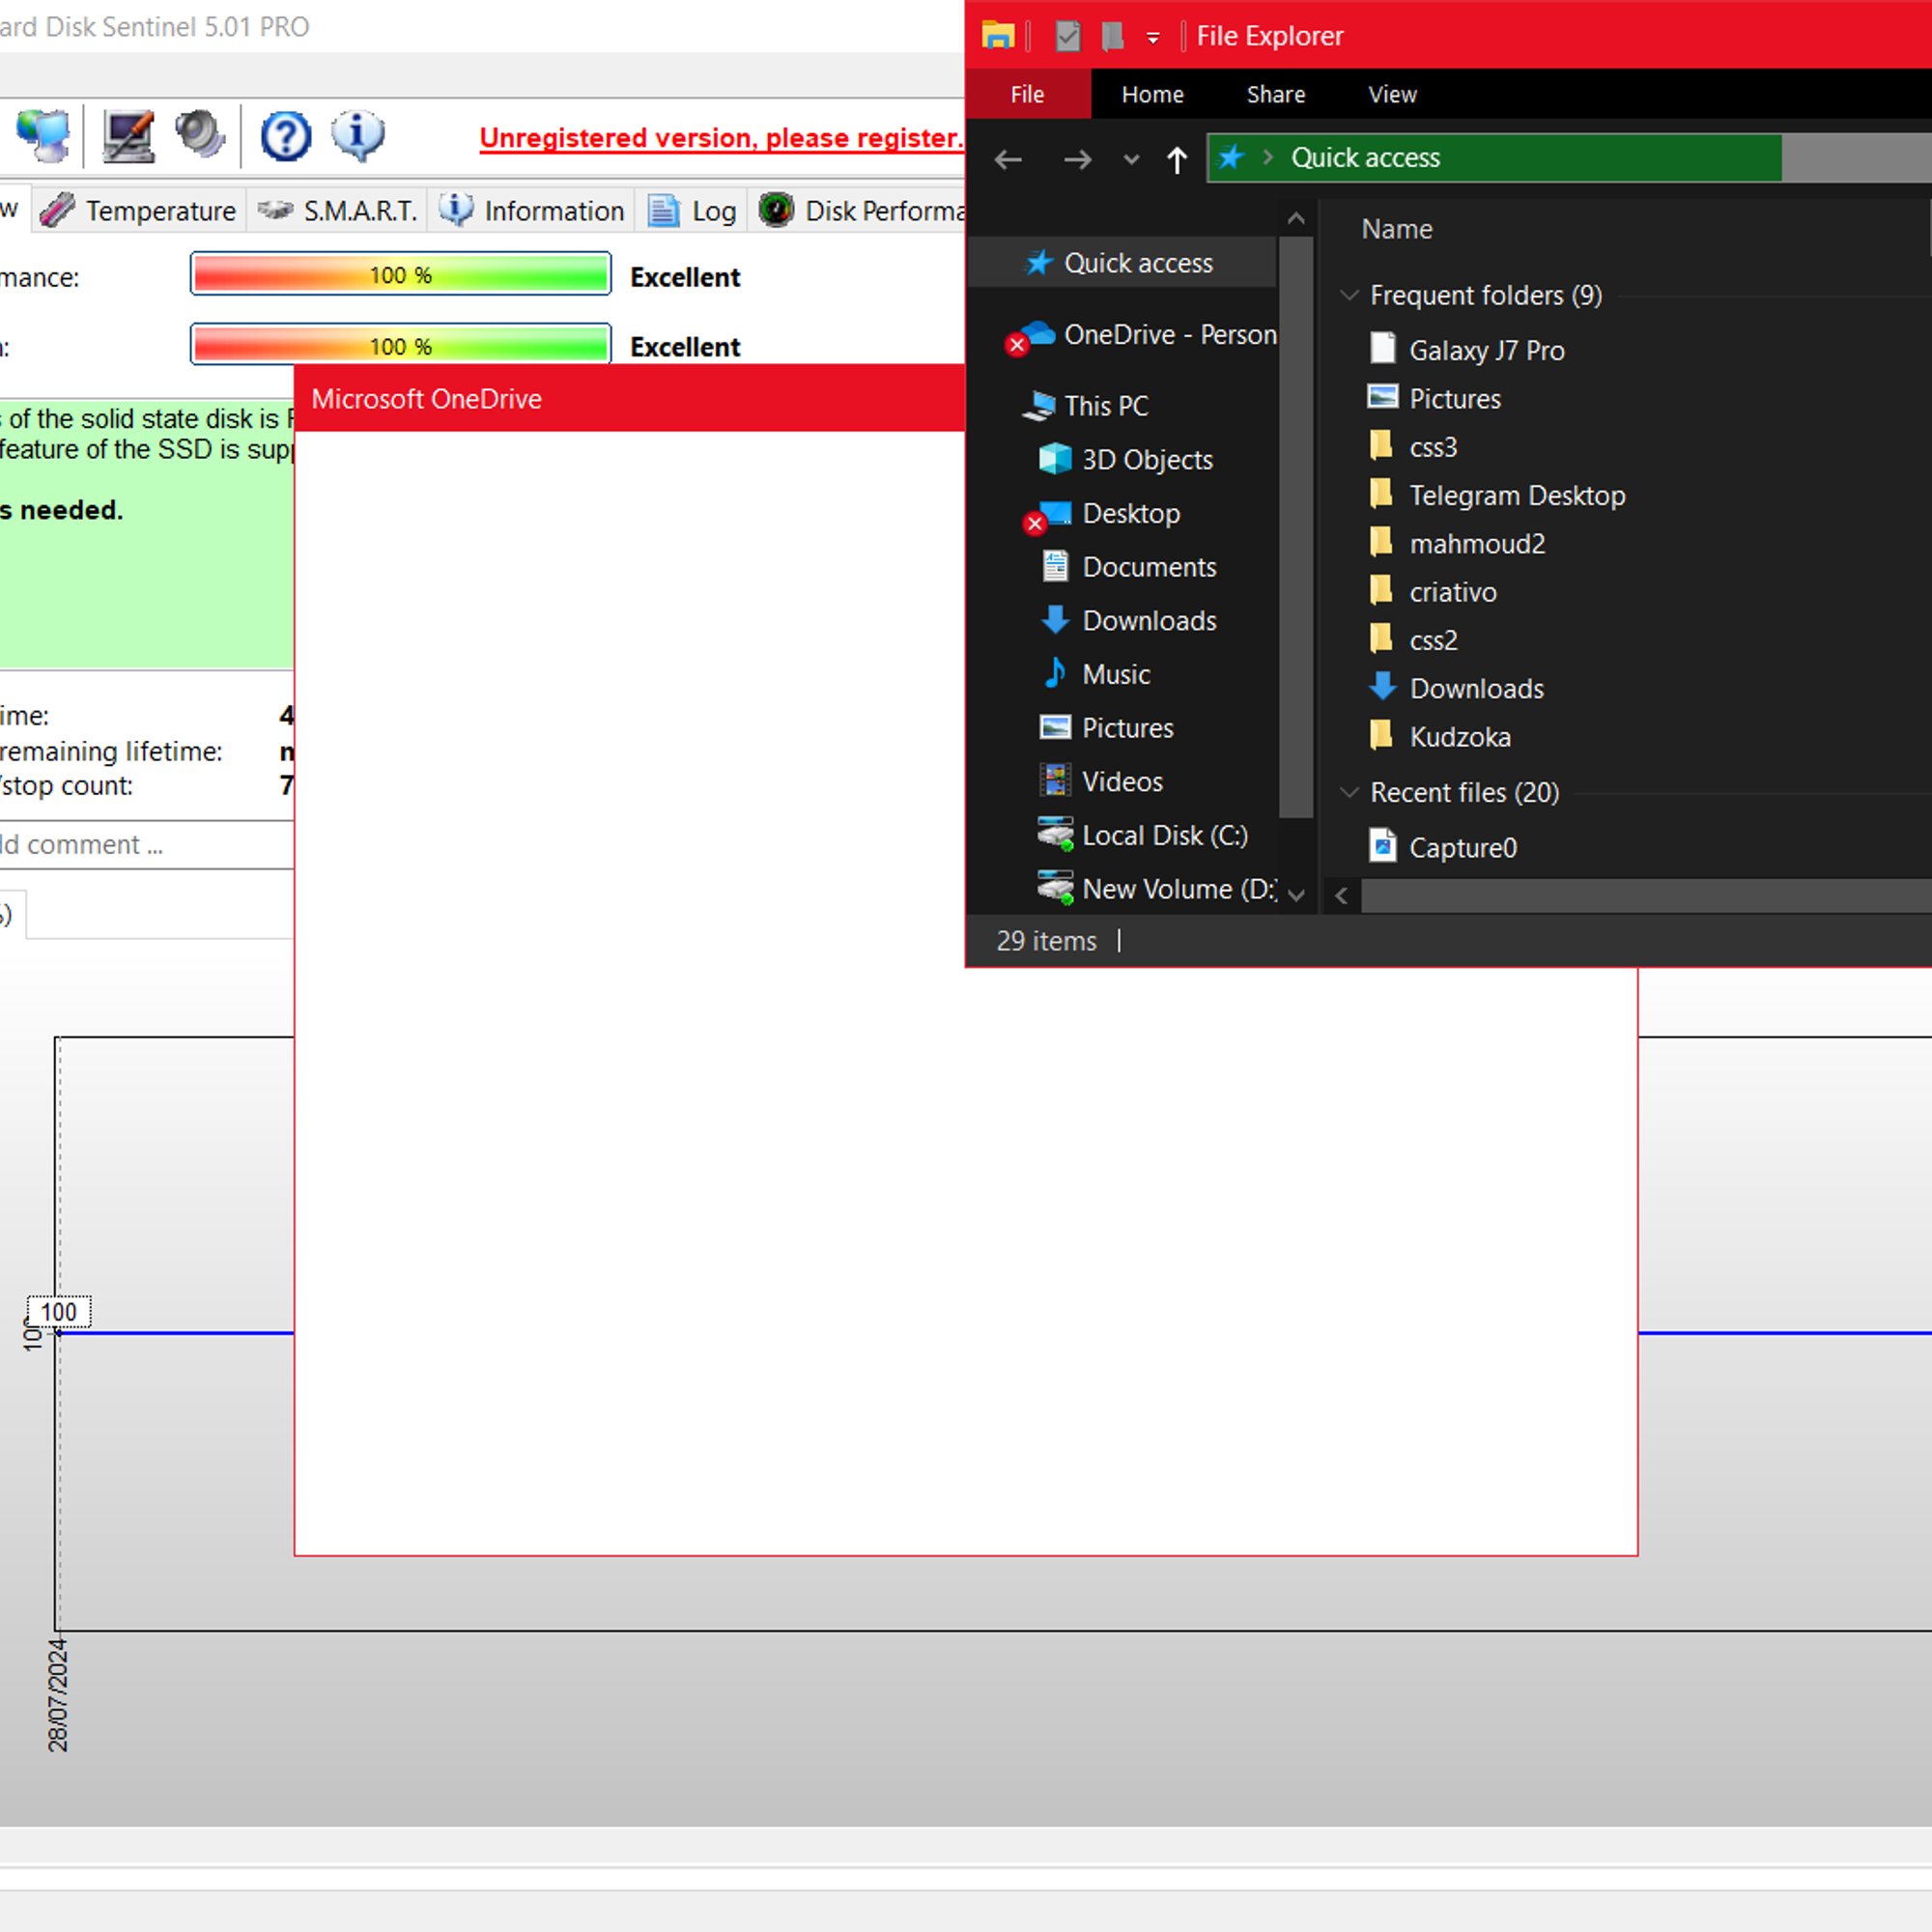 ard Disk Sentinel 5.01 PRO
Unregistered version, please register.
w Temperature S.M.A.R.T. Information Log Disk Performa
mance: 100 % Excellent
: 100 % Excellent
s of the solid state disk is
feature of the SSD is sup
s needed.
ime: 4
remaining lifetime:
/stop count: 7
ld comment ...
%)
100
100
28/07/2024
Microsoft OneDrive
File Explorer
File Home Share View
Quick access
Quick access
OneDrive - Person
This PC
3D Objects
Desktop
Documents
Downloads
Music
Pictures
Videos
Local Disk (C:)
New Volume (D:)
Name
Frequent folders (9)
Galaxy J7 Pro
Pictures
css3
Telegram Desktop
mahmoud2
criativo
css2
Downloads
Kudzoka
Recent files (20)
Capture0
29 items